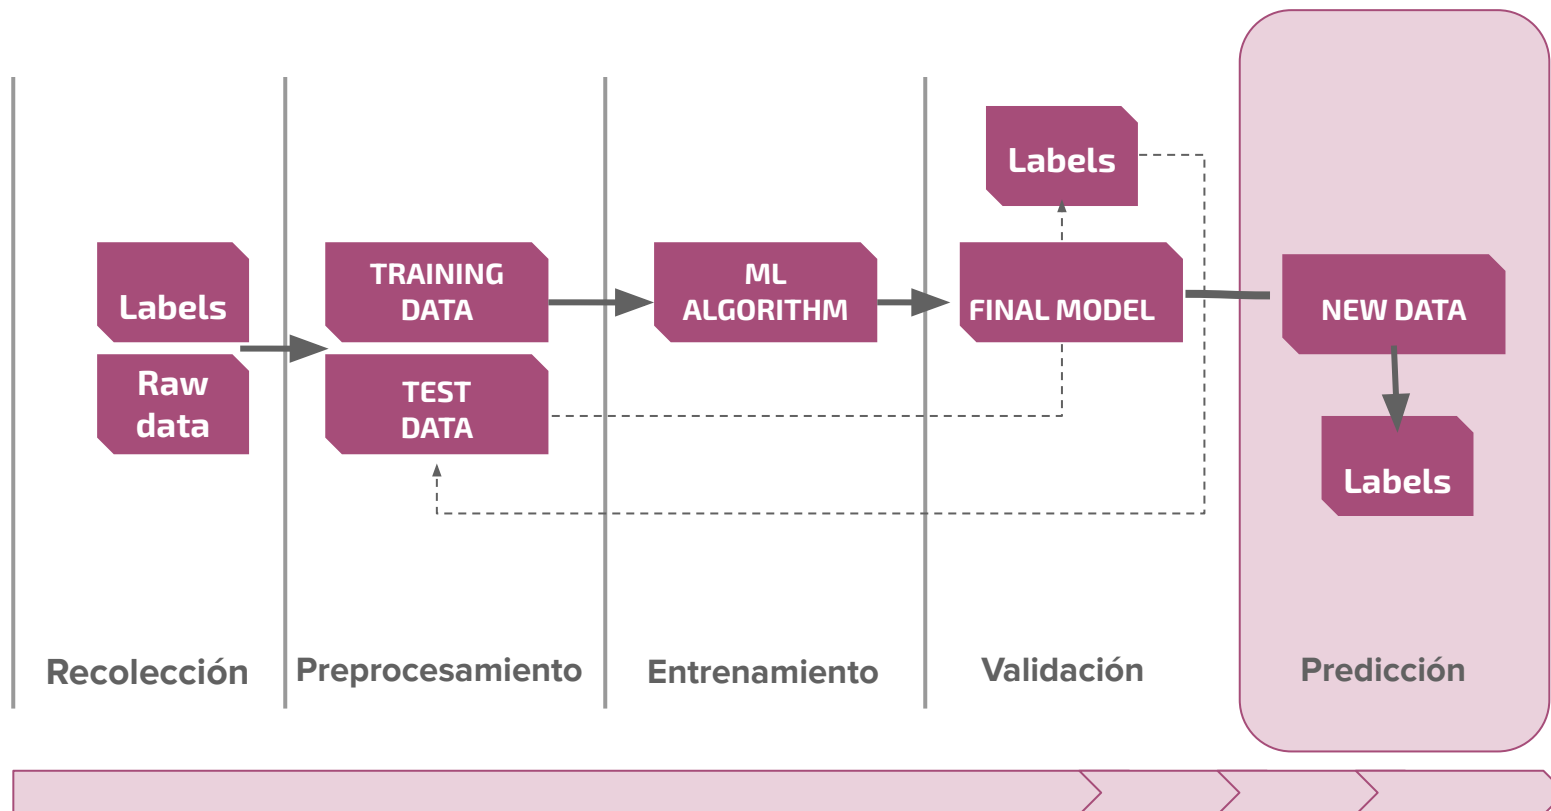 Labels
Raw
data
TRAINING
DATA
TEST
DATA
ML
ALGORITHM
Labels
FINAL MODEL
NEW DATA
Labels
Recolección
Preprocesamiento
Entrenamiento
Validación
Predicción